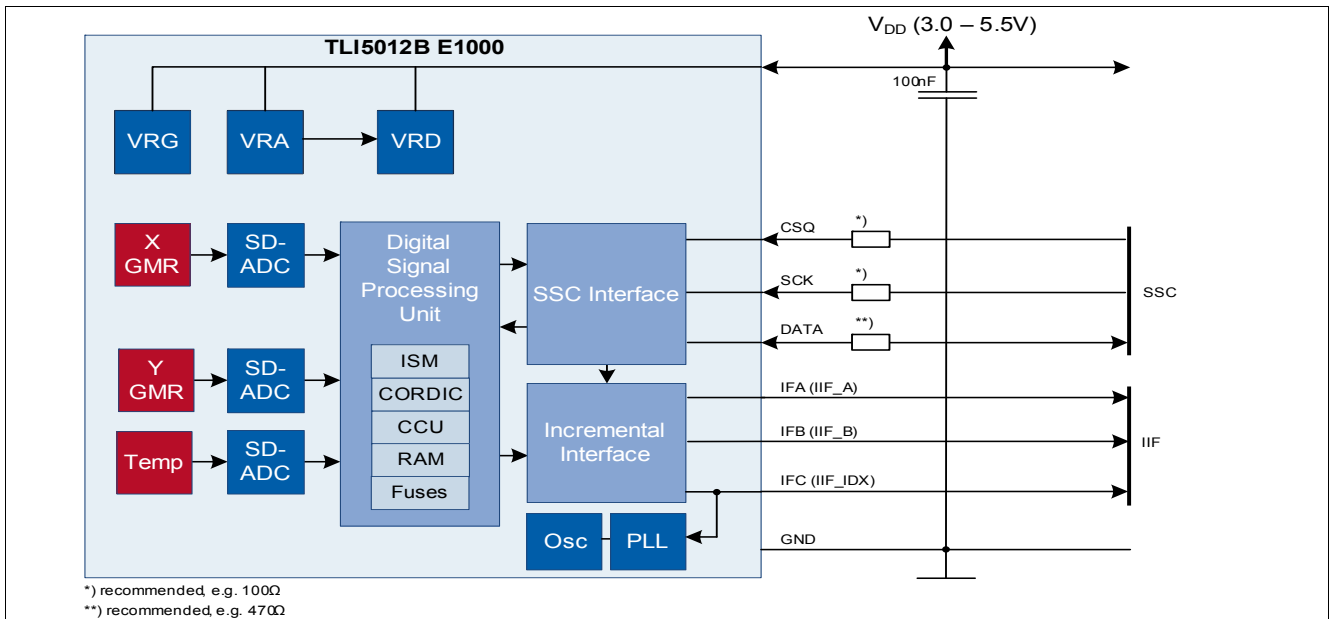 V_DD (3.0 – 5.5V)
TLI5012B E1000
100nF
VRG
VRA
VRD
X
GMR
SD-
ADC
Y
GMR
SD-
ADC
Temp
SD-
ADC
Digital
Signal
Processing
Unit
ISM
CORDIC
CCU
RAM
Fuses
SSC Interface
Incremental
Interface
Osc
PLL
CSQ
*)
SCK
*)
DATA
**)
SSC
IFA (IIF_A)
IFB (IIF_B)
IFC (IIF_IDX)
IIF
GND
*) recommended, e.g. 100Ω
**) recommended, e.g. 470Ω